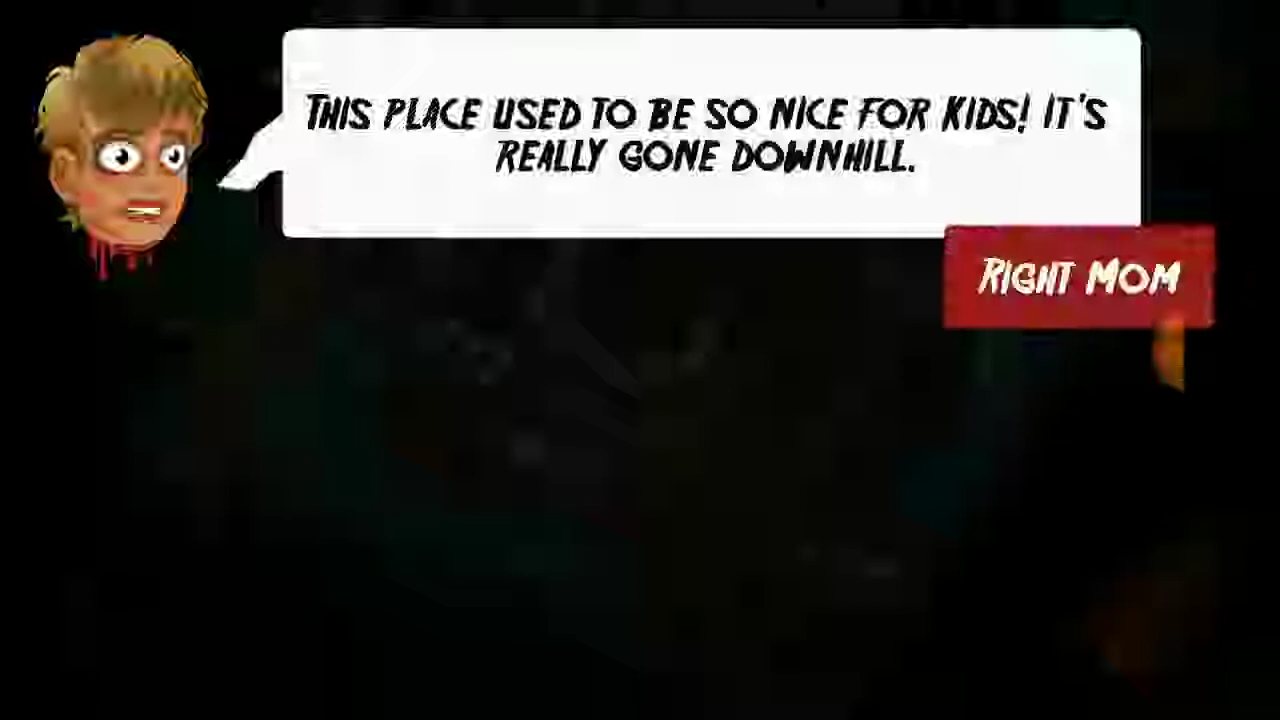 THIS PLACE USED TO BE SO NICE FOR KIDS! IT'S
REALLY GONE DOWNHILL.
RIGHT MOM